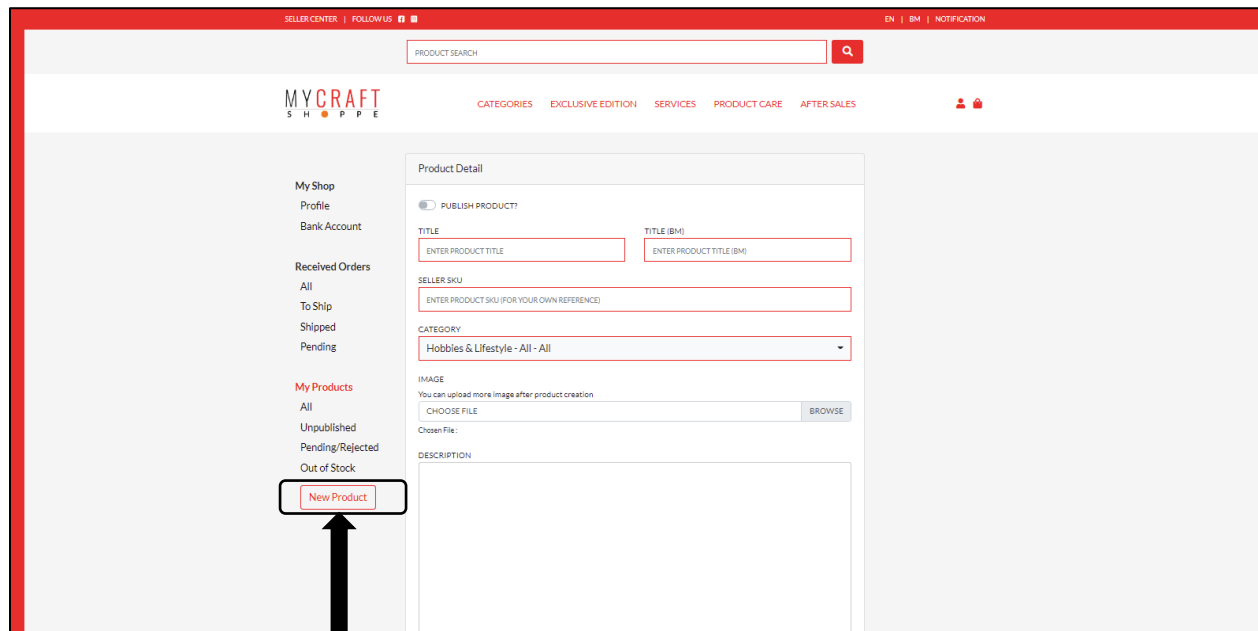 SELLER CENTER | FOLLOW US
EN | BM | NOTIFICATION
PRODUCT SEARCH
MYCRAFT
SHOPPE
CATEGORIES EXCLUSIVE EDITION SERVICES PRODUCT CARE AFTER SALES
My Shop
Profile
Bank Account
Received Orders
All
To Ship
Shipped
Pending
My Products
All
Unpublished
Pending/Rejected
Out of Stock
New Product
Product Detail
PUBLISH PRODUCT?
TITLE TITLE (BM)
ENTER PRODUCT TITLE ENTER PRODUCT TITLE (BM)
SELLER SKU
ENTER PRODUCT SKU (FOR YOUR OWN REFERENCE)
CATEGORY
Hobbies & Lifestyle - All - All
IMAGE
You can upload more image after product creation
CHOOSE FILE BROWSE
Chosen File :
DESCRIPTION